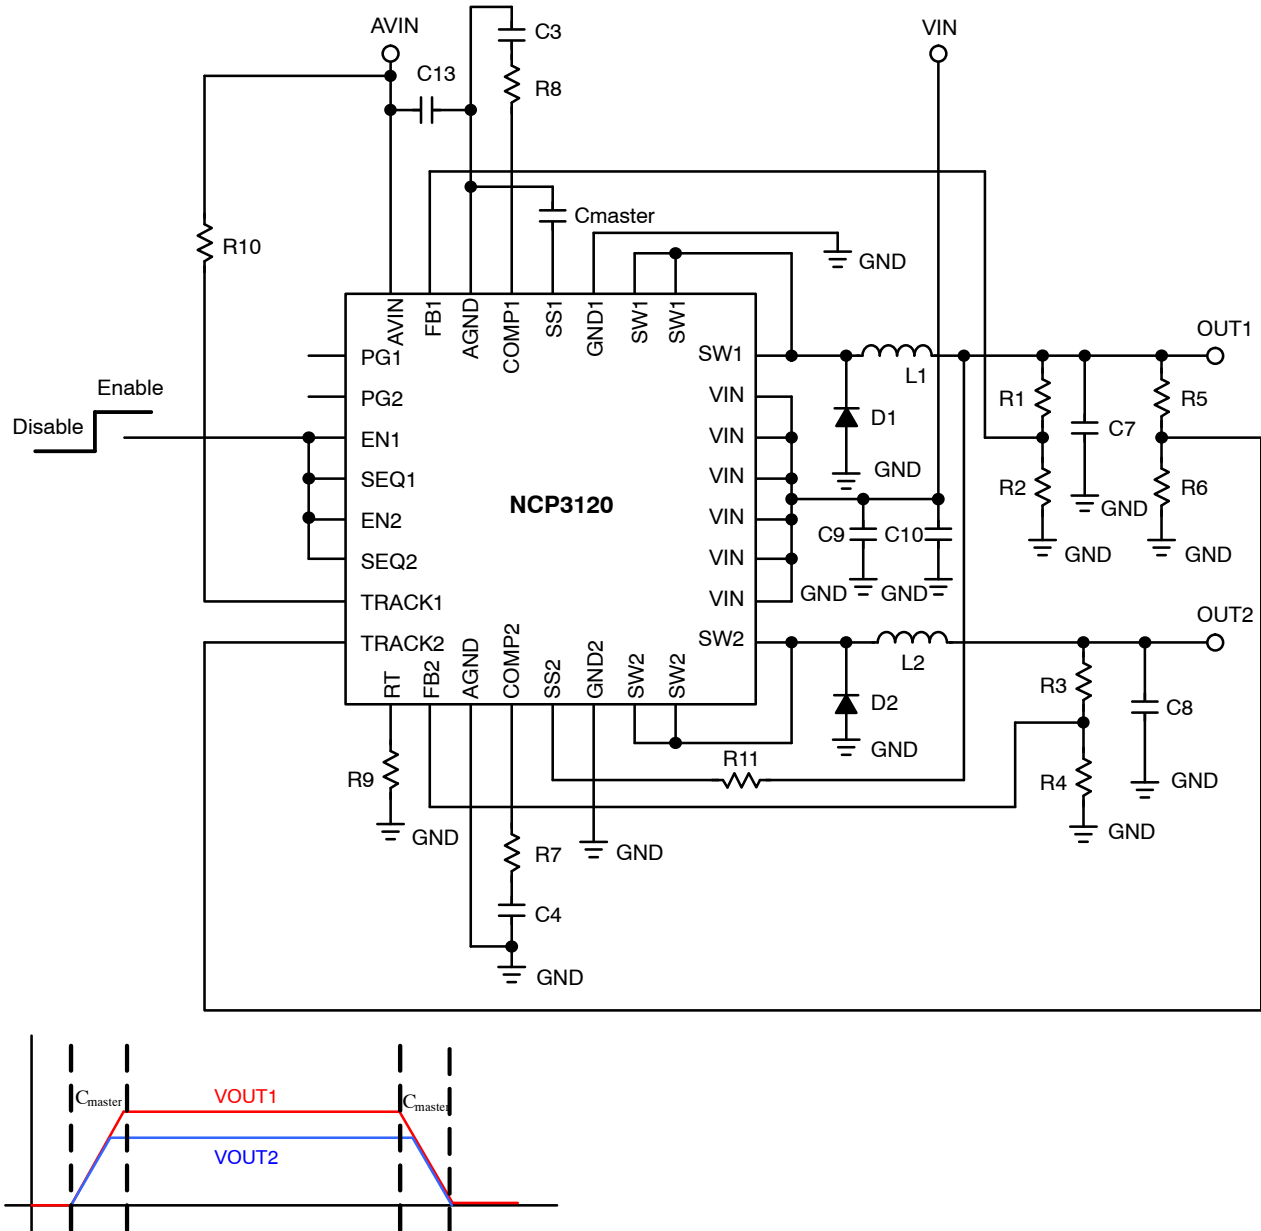 AVIN
VIN
C3
C13
R8
Cmaster
R10
GND
AVIN
FB1
AGND
COMP1
SS1
GND1
SW1
SW1
OUT1
PG1
SW1
L1
Enable
PG2
VIN
R1
R5
Disable
D1
EN1
VIN
C7
SEQ1
VIN
GND
R2
R6
NCP3120
GND
EN2
VIN
C9
C10
SEQ2
VIN
GND
GND
TRACK1
VIN
GND
GND
OUT2
TRACK2
SW2
L2
RT
FB2
AGND
COMP2
SS2
GND2
SW2
SW2
R3
D2
C8
GND
R11
R9
R4
GND
GND
GND
R7
GND
C4
GND
Cmaster
VOUT1
Cmaster
VOUT2